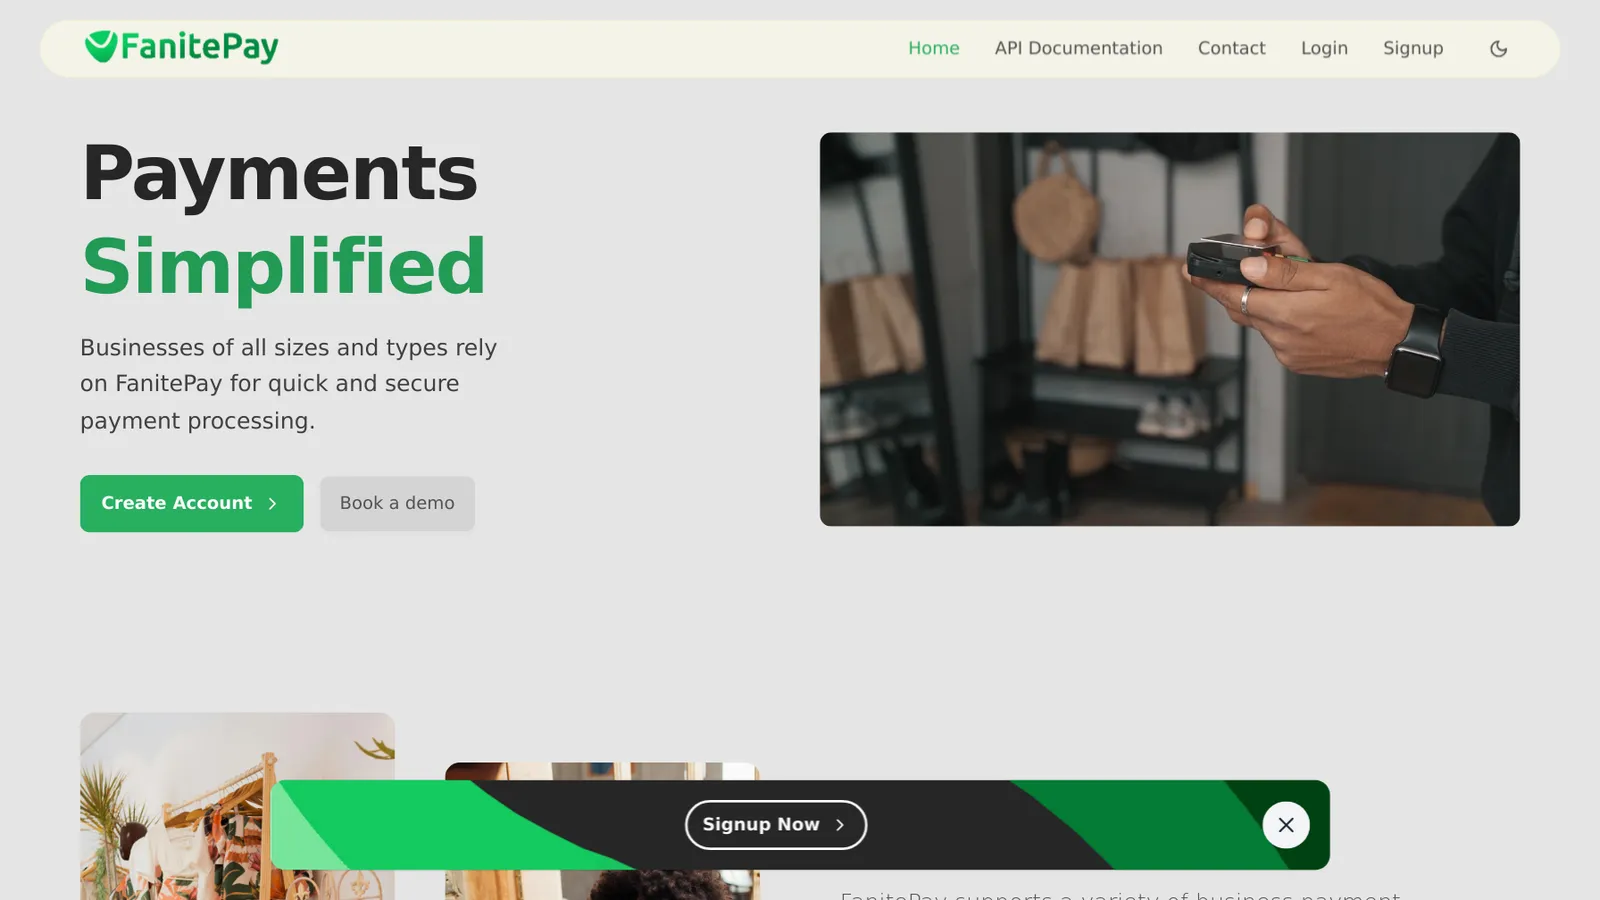 FanitePay
Home
API Documentation
Contact
Login
Signup
Payments
Simplified
Businesses of all sizes and types rely
on FanitePay for quick and secure
payment processing.
Create Account
Book a demo
Signup Now
FanitePay supports a variety of business payment